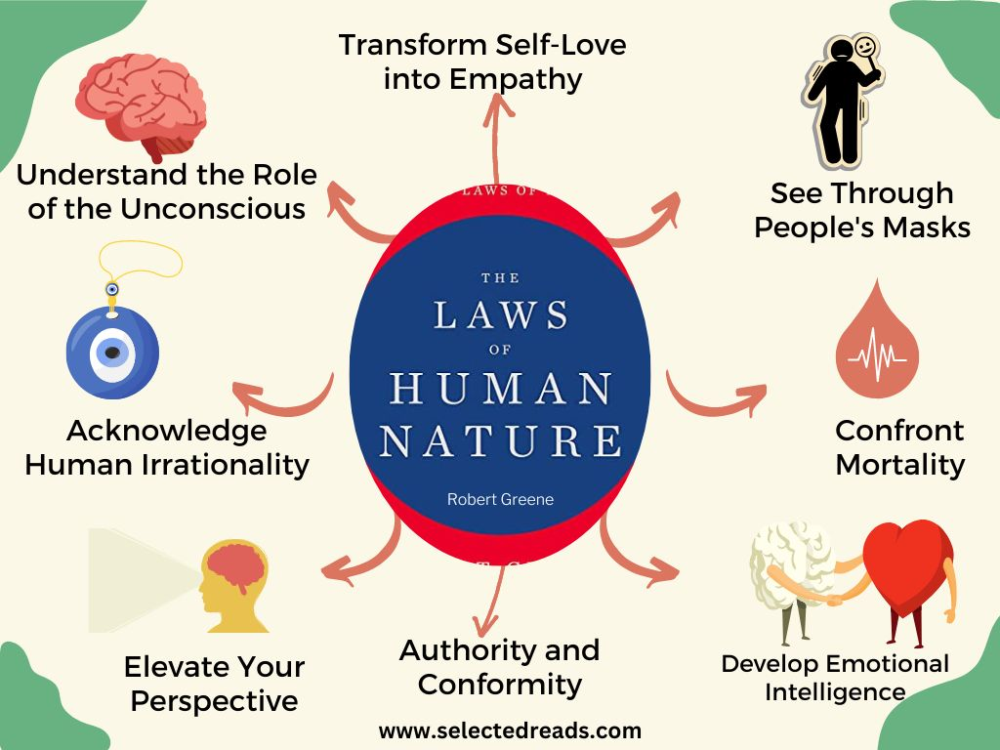 Transform Self-Love
into Empathy
Understand the Role
of the Unconscious
See Through
People's Masks
LAWS OF
THE
LAWS
OF
HUMAN
NATURE
Robert Greene
Acknowledge
Human Irrationality
Confront
Mortality
Elevate Your
Perspective
Authority and
Conformity
Develop Emotional
Intelligence
www.selectedreads.com